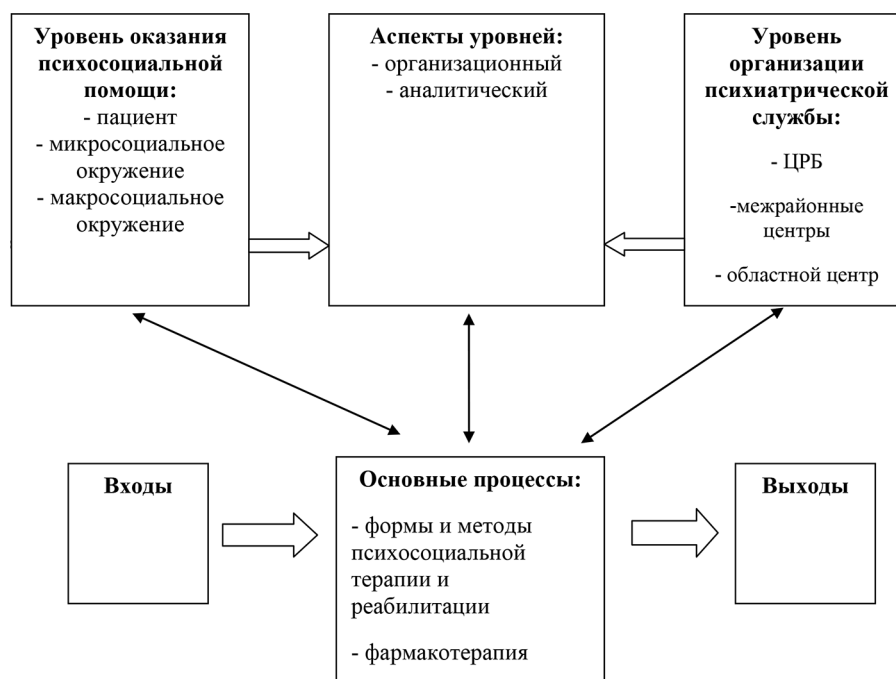 Уровень оказания
психосоциальной
помощи:
- пациент
- микросоциальное
окружение
- макросоциальное
окружение
Аспекты уровней:
- организационный
- аналитический
Уровень
организации
психиатрической
службы:
- ЦРБ
-межрайонные
центры
- областной центр
Входы
Основные процессы:
- формы и методы
психосоциальной
терапии и
реабилитации
- фармакотерапия
Выходы